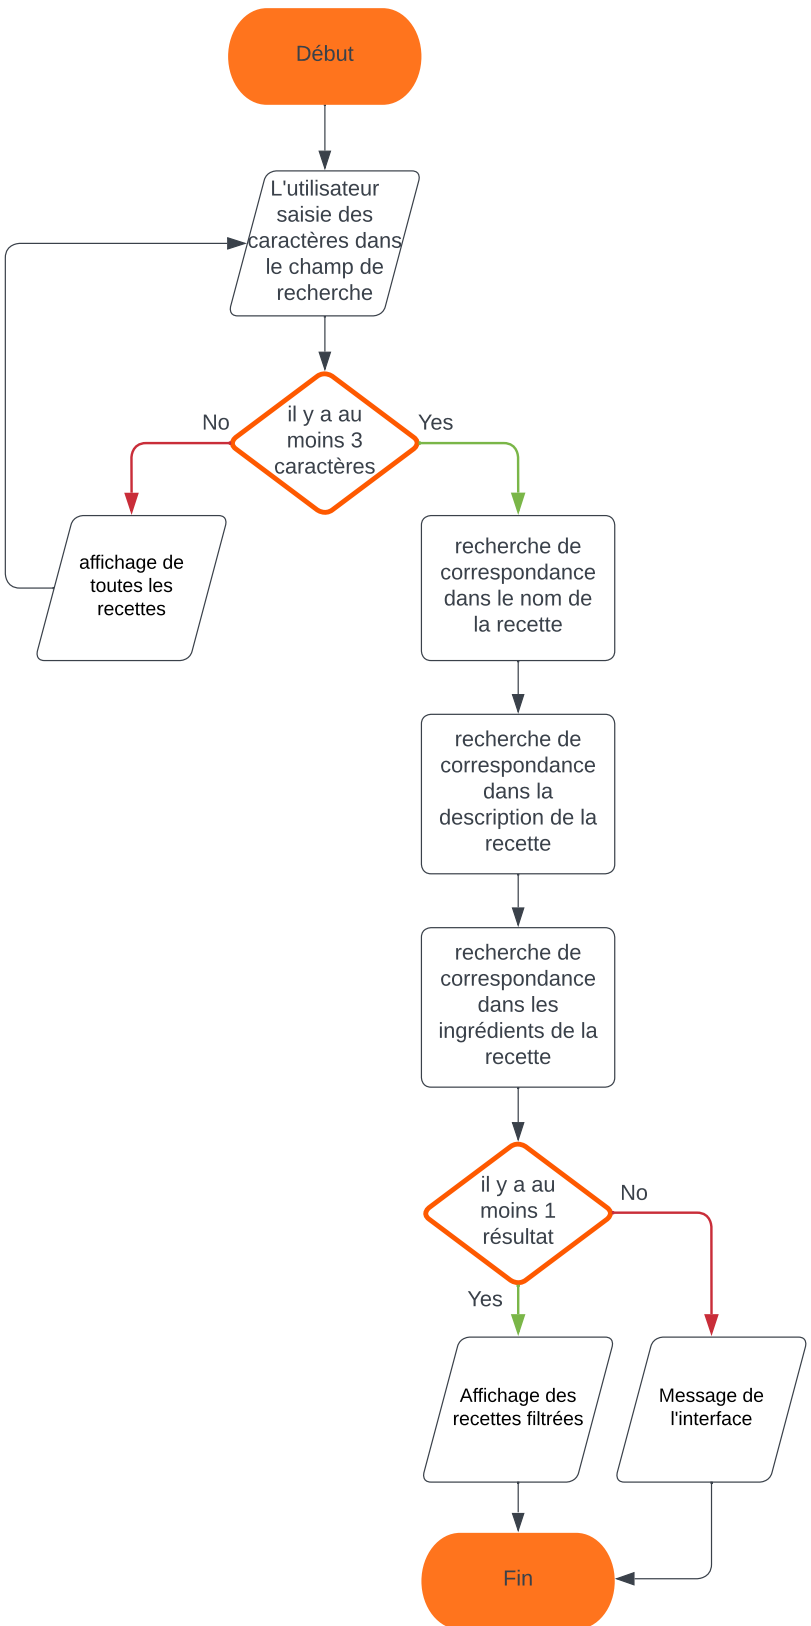 Début
L'utilisateur
saisie des
caractères dans
le champ de
recherche
il y a au
moins 3
caractères
No
Yes
affichage de
toutes les
recettes
recherche de
correspondance
dans le nom de
la recette
recherche de
correspondance
dans la
description de la
recette
recherche de
correspondance
dans les
ingrédients de la
recette
il y a au
moins 1
résultat
No
Yes
Affichage des
recettes filtrées
Message de
l'interface
Fin